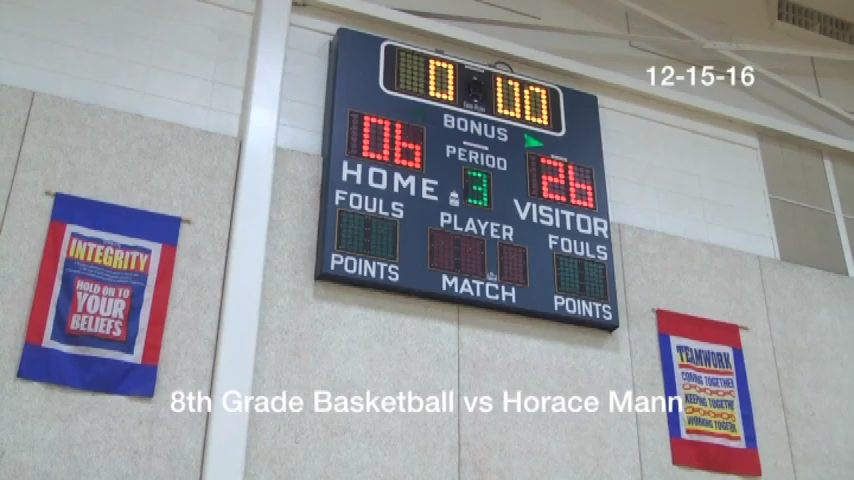 12-15-16
0 00
BONUS
06 PERIOD 26
HOME 3 VISITOR
FOULS PLAYER FOULS
POINTS MATCH POINTS
INTEGRITY
HOLD ON TO
YOUR
BELIEFS
TEAMWORK
COMING TOGETHER
KEEPING TOGETHER
WORKING TOGETHER
8th Grade Basketball vs Horace Mann